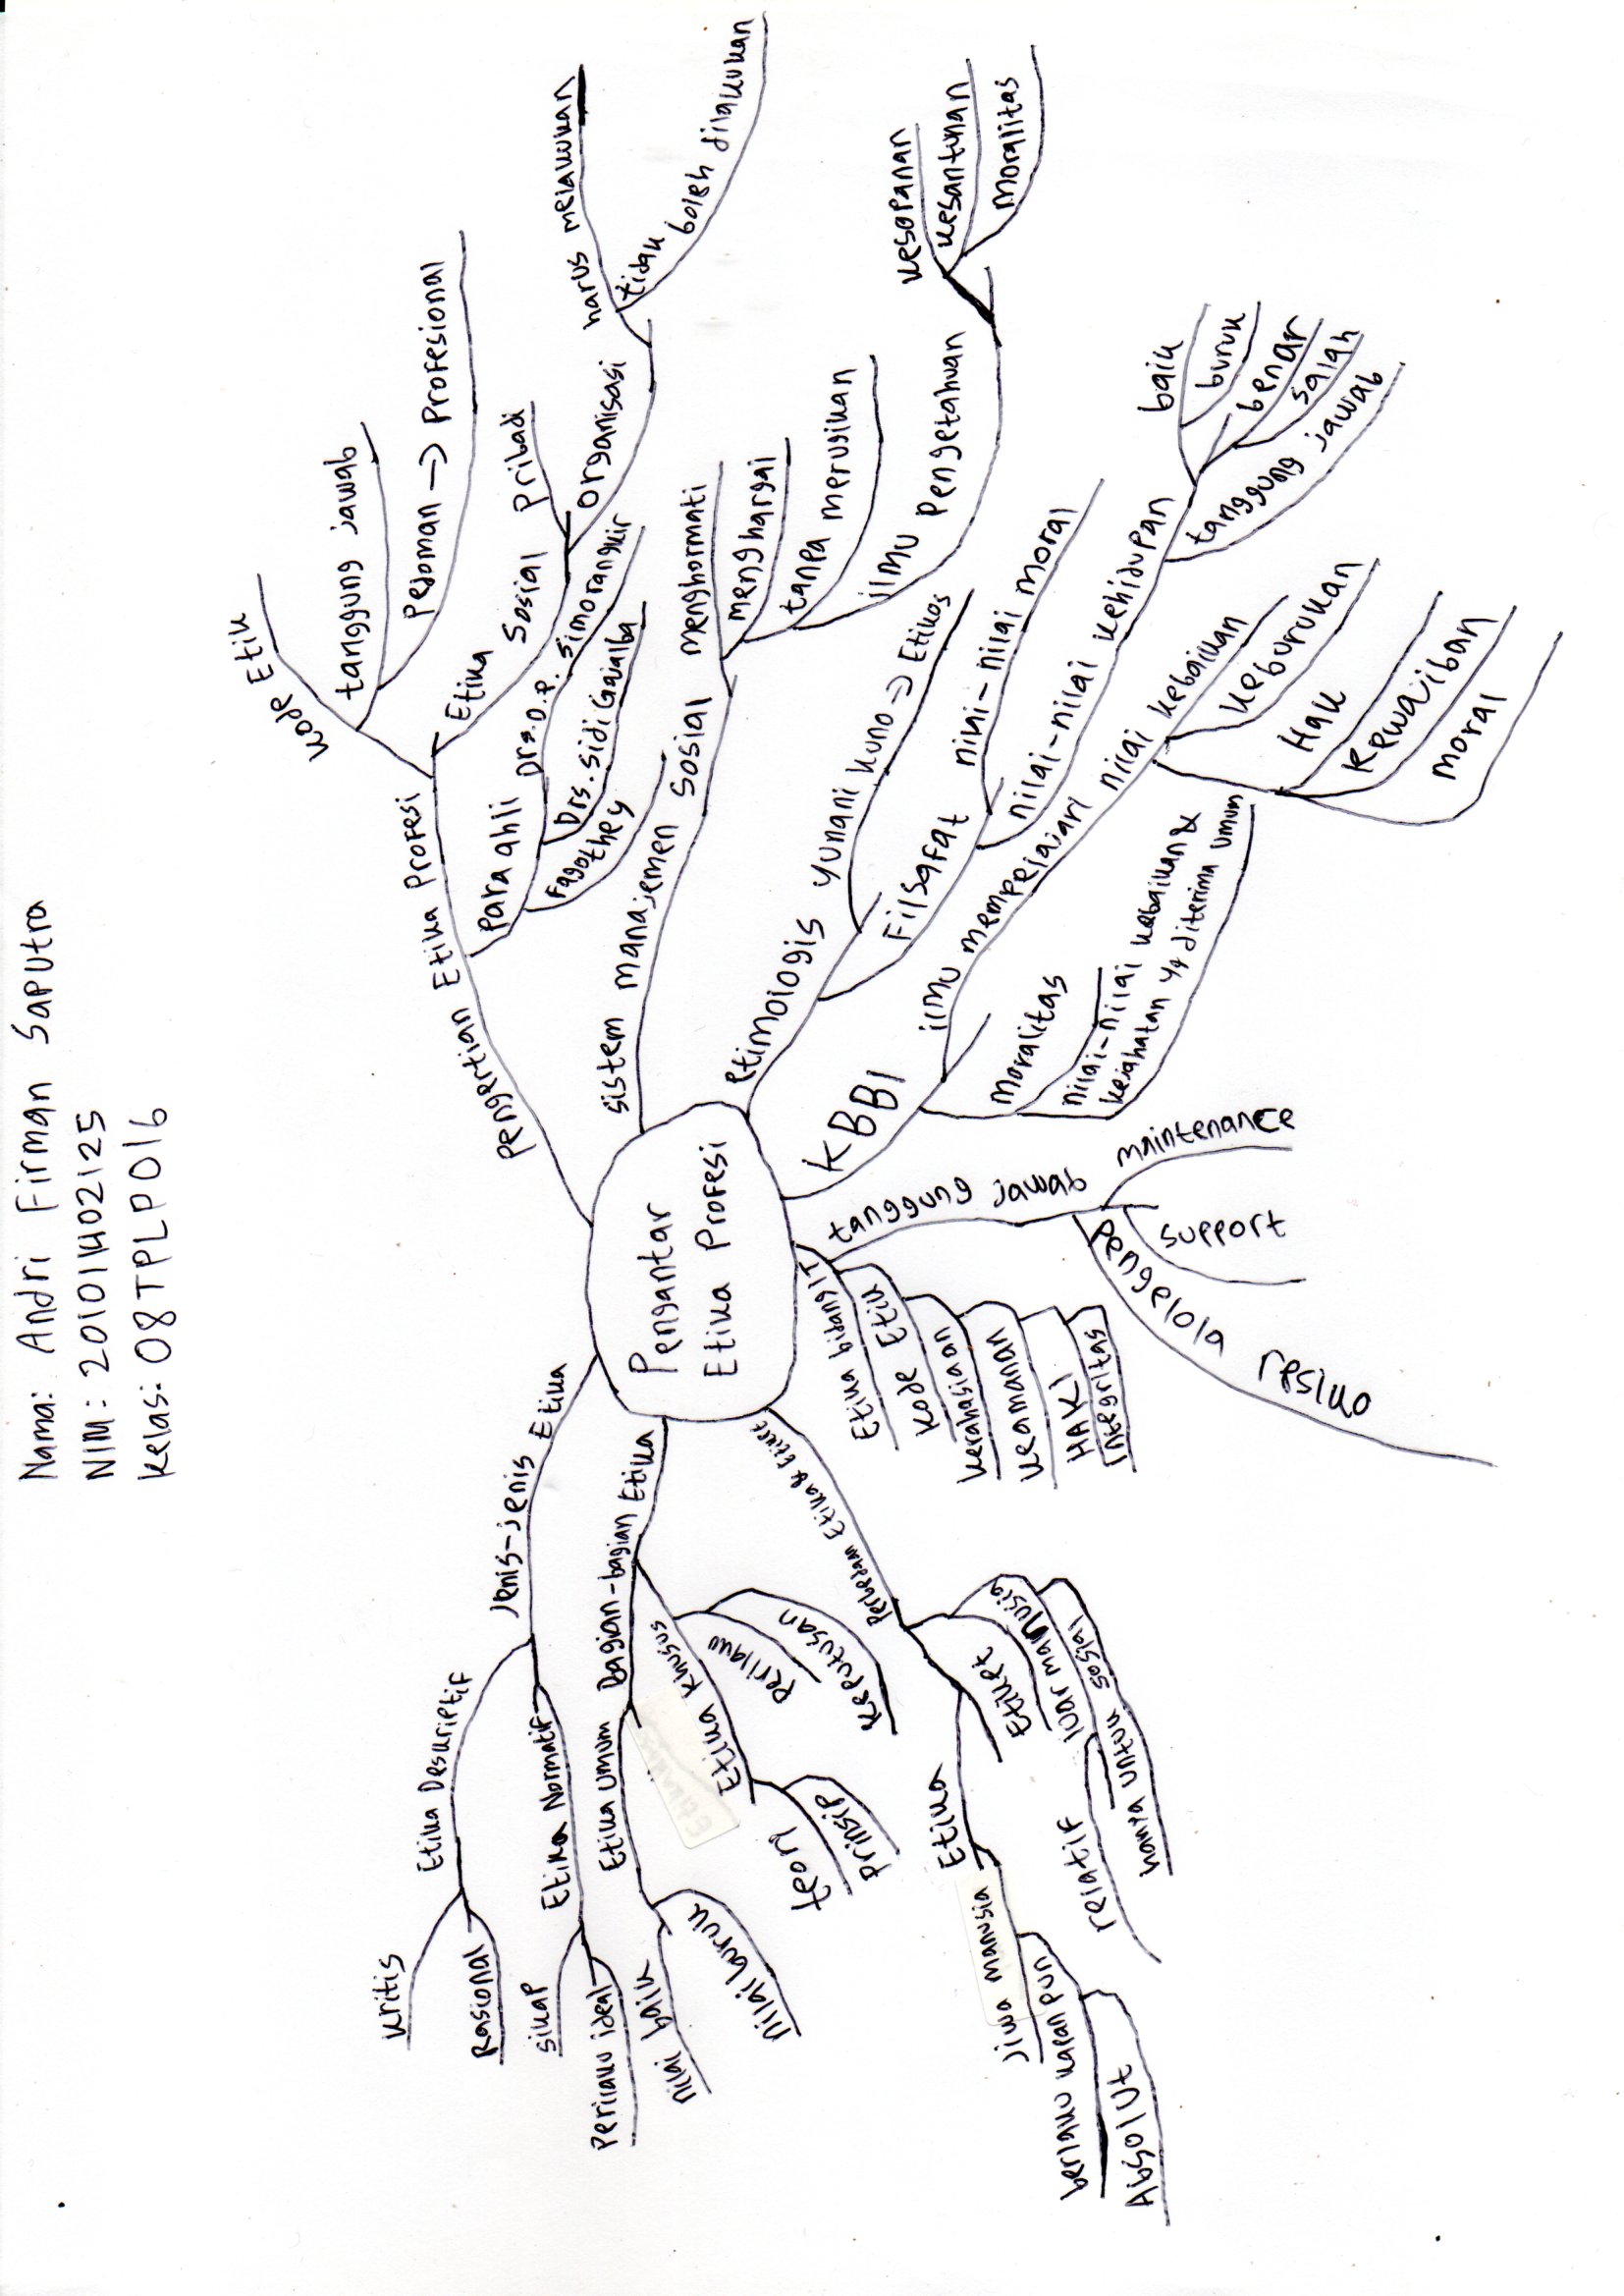 Nama: Andri Firman Saputra
NIM: 201011402125
Kelas: 08TPLP016
Pengantar
Etika Profesi
Pengertian Etika Profesi
Kode Etik
tanggung jawab
Pedoman -> Profesional
Etika Sosial
Pribadi
Organisasi
harus melakukan
tidak boleh dilakukan
Para ahli
Drs. O.P. Simorangkir
Drs. Sidi Gajalba
Fagothey
sistem manajemen Sosial
menghormati
menghargai
tanpa merugikan
ilmu Pengetahuan
Kesopanan
Kesantunan
Moralitas
etimologis
Yunani Kuno -> Etikos
Filsafat
nilai-nilai moral
nilai-nilai kehidupan
baik
buruk
benar
salah
tanggung jawab
KBBI
ilmu mempelajari nilai kebaikan
Keburukan
Hak
Kewajiban
Moral
Moralitas
nilai-nilai kebaikan &
kejahatan yg diterima umum
tanggung jawab
maintenance
support
Pengelola risiko
Etika bidang IT
Kode Etik
Kerahasiaan
Keamanan
HAKI
Integritas
Perbedaan Etika & Etiket
Etika
Jiwa manusia
berlaku kapan pun
Absolut
Etiket
luar manusia
hanya untuk sosial
relatif
Bagian-bagian Etika
Etika Umum
nilai baik
nilai buruk
Etika Khusus
teori
Prinsip
Perilaku
Keputusan
Jenis-jenis Etika
Etika Deskriptif
Kritis
Rasional
Etika Normatif
sikap
Perilaku ideal